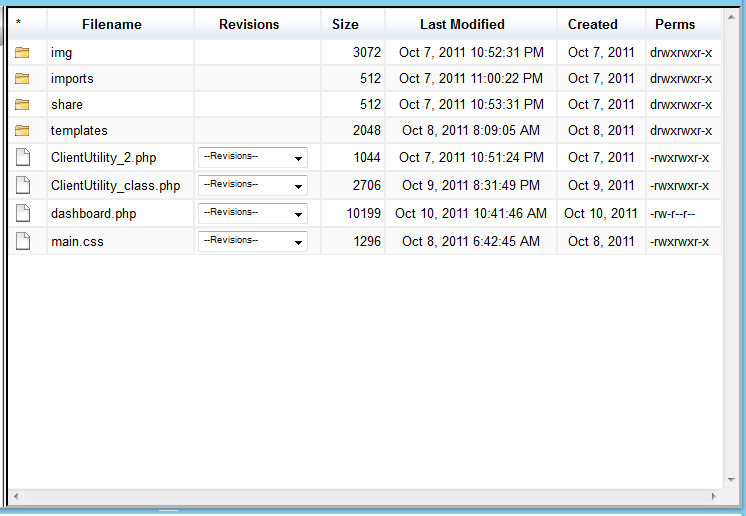 * Filename Revisions Size Last Modified Created Perms
img 3072 Oct 7, 2011 10:52:31 PM Oct 7, 2011 drwxrwxr-x
imports 512 Oct 7, 2011 11:00:22 PM Oct 7, 2011 drwxrwxr-x
share 512 Oct 7, 2011 10:53:31 PM Oct 7, 2011 drwxrwxr-x
templates 2048 Oct 8, 2011 8:09:05 AM Oct 8, 2011 drwxrwxr-x
ClientUtility_2.php --Revisions-- 1044 Oct 7, 2011 10:51:24 PM Oct 7, 2011 -rwxrwxr-x
ClientUtility_class.php --Revisions-- 2706 Oct 9, 2011 8:31:49 PM Oct 9, 2011 -rwxrwxr-x
dashboard.php --Revisions-- 10199 Oct 10, 2011 10:41:46 AM Oct 10, 2011 -rw-r--r--
main.css --Revisions-- 1296 Oct 8, 2011 6:42:45 AM Oct 8, 2011 -rwxrwxr-x